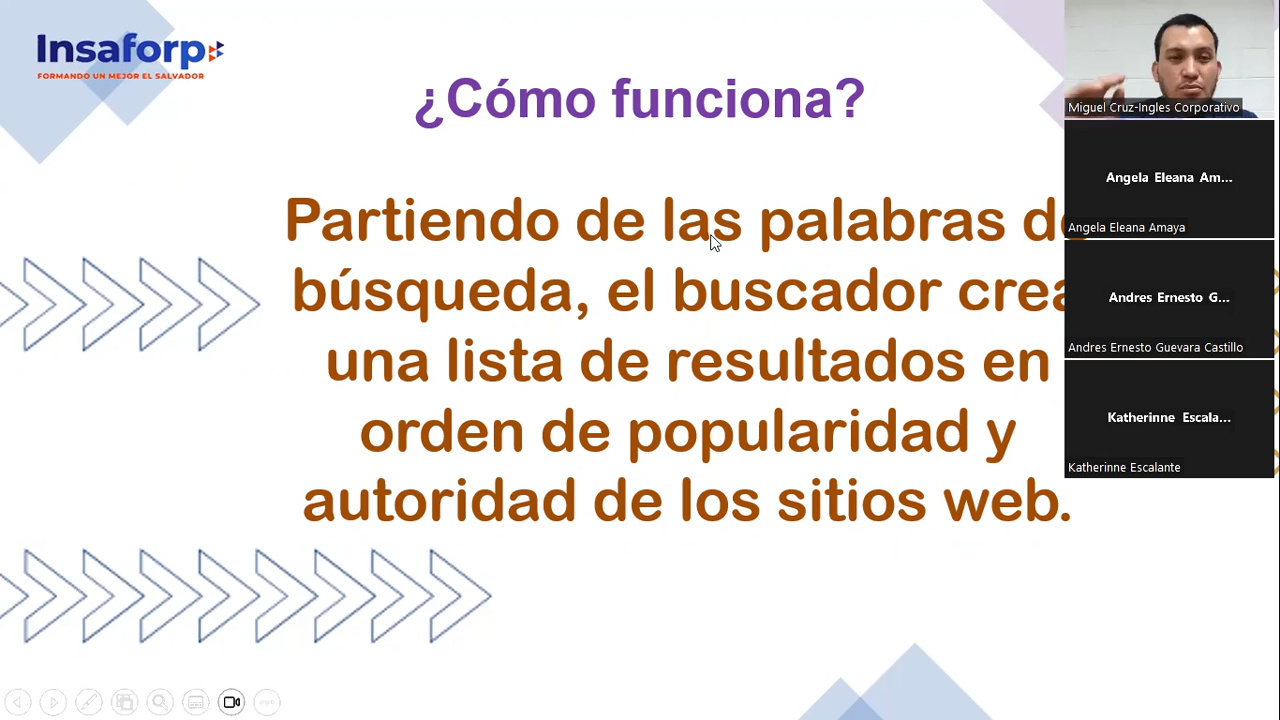 Insaforp
FORMANDO UN MEJOR EL SALVADOR
¿Cómo funciona?
Partiendo de las palabras de
búsqueda, el buscador crea
una lista de resultados en
orden de popularidad y
autoridad de los sitios web.
Miguel Cruz-Ingles Corporativo
Angela Eleana Am...
Angela Eleana Amaya
Andres Ernesto G...
Andres Ernesto Guevara Castillo
Katherinne Escala...
Katherinne Escalante